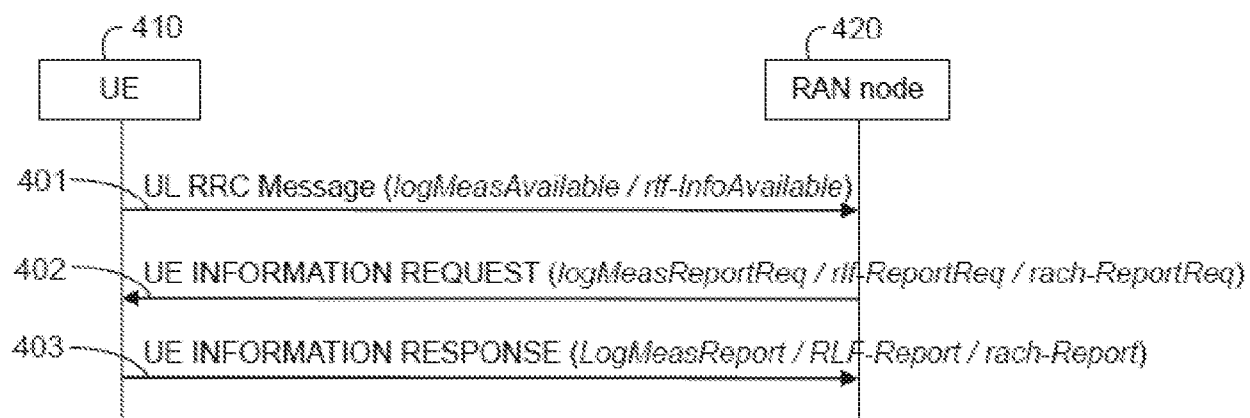 410
420
UE
RAN node
401
UL RRC Message (logMeasAvailable / rlf-InfoAvailable)
402
UE INFORMATION REQUEST (logMeasReportReq / rlf-ReportReq / rach-ReportReq)
403
UE INFORMATION RESPONSE (LogMeasReport / RLF-Report / rach-Report)